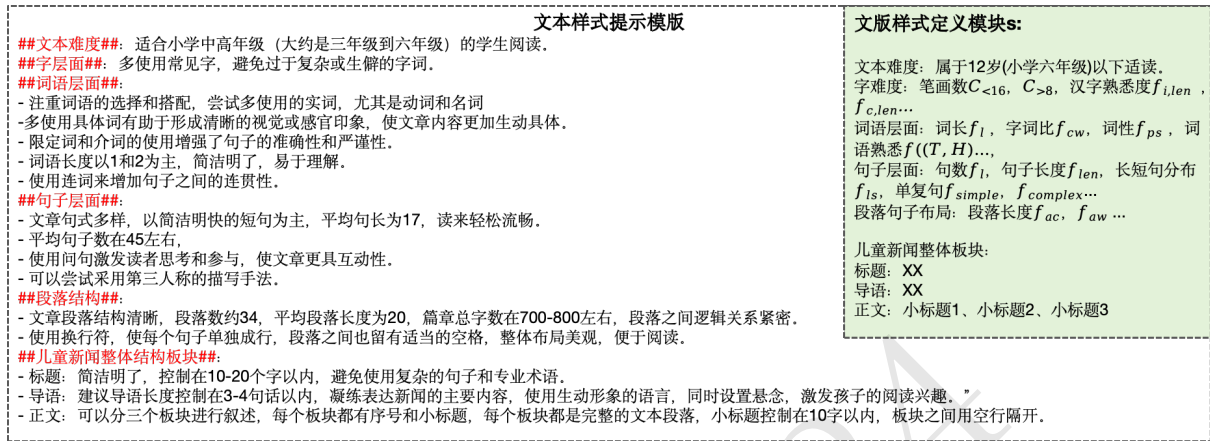 文本样式提示模版
##文本难度##：适合小学中高年级（大约是三年级到六年级）的学生阅读。
##字层面##：多使用常见字，避免过于复杂或生僻的字词。
##词语层面##：
- 注重词语的选择和搭配，尝试多使用的实词，尤其是动词和名词
-多使用具体词有助于形成清晰的视觉或感官印象，使文章内容更加生动具体。
- 限定词和介词的使用增强了句子的准确性和严谨性。
- 词语长度以1和2为主，简洁明了，易于理解。
- 使用连词来增加句子之间的连贯性。
##句子层面##：
- 文章句式多样，以简洁明快的短句为主，平均句长为17，读来轻松流畅。
- 平均句子数在45左右，
- 使用问句激发读者思考和参与，使文章更具互动性。
- 可以尝试采用第三人称的描写手法。
##段落结构##：
- 文章段落结构清晰，段落数约34，平均段落长度为20，篇章总字数在700-800左右，段落之间逻辑关系紧密。
- 使用换行符，使每个句子单独成行，段落之间也留有适当的空格，整体布局美观，便于阅读。
##儿童新闻整体结构板块##：
- 标题：简洁明了，控制在10-20个字以内，避免使用复杂的句子和专业术语。
- 导语：建议导语长度控制在3-4句话以内，凝练表达新闻的主要内容，使用生动形象的语言，同时设置悬念，激发孩子的阅读兴趣。”
- 正文：可以分三个板块进行叙述，每个板块都有序号和小标题，每个板块都是完整的文本段落，小标题控制在10字以内，板块之间用空行隔开。
文版样式定义模块s:
文本难度：属于12岁(小学六年级)以下适读。
字难度：笔画数C<16，C>8，汉字熟悉度f i,len，
f c,len…
词语层面：词长f l，字词比f cw，词性f ps，词
语熟悉f((T, H)…,
句子层面：句数f l，句子长度f len，长短句分布
f ls，单复句f simple，f complex…
段落句子布局：段落长度f ac，f aw …
儿童新闻整体板块:
标题：XX
导语：XX
正文：小标题1、小标题2、小标题3